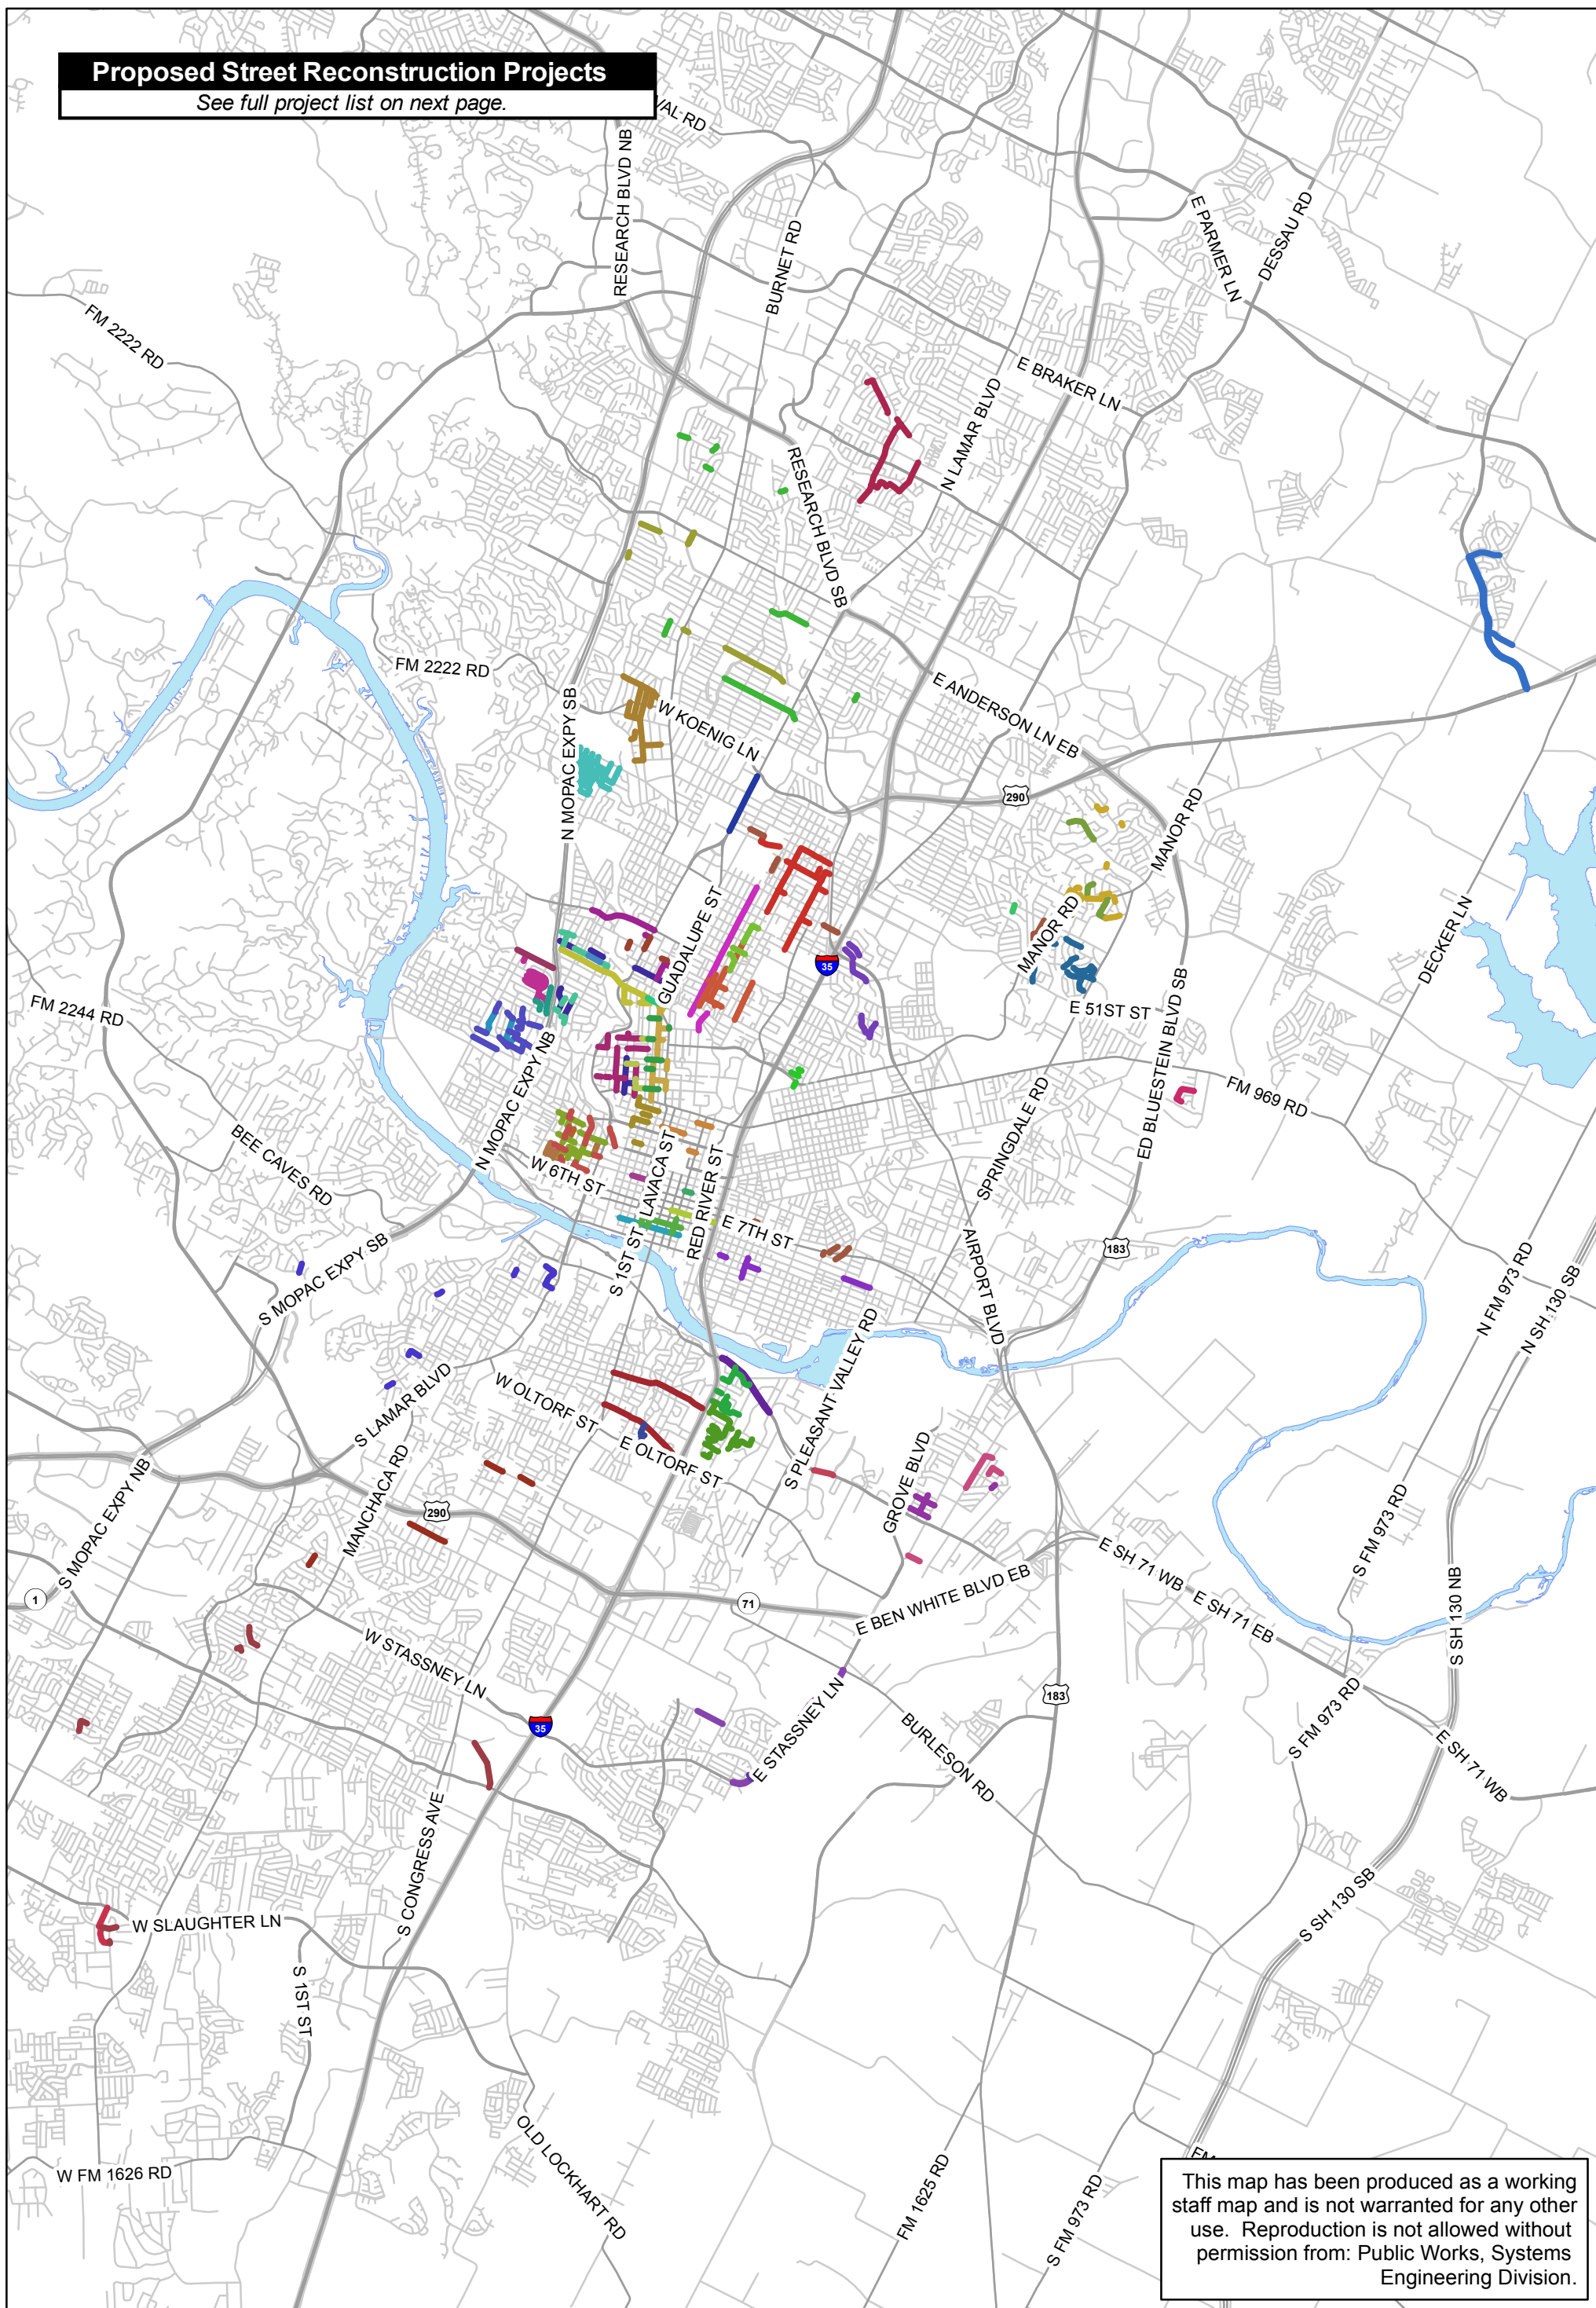 Proposed Street Reconstruction Projects
See full project list on next page.
VAL RD
RESEARCH BLVD NB
BURNET RD
E PARMER LN
DESSAU RD
FM 2222 RD
E BRAKER LN
N LAMAR BLVD
RESEARCH BLVD SB
FM 2222 RD
N MOPAC EXPY SB
W KOENIG LN
E ANDERSON LN EB
290
MANOR RD
GUADALUPE ST
MANOR RD
DECKER LN
35
FM 2244 RD
E 51ST ST
ED BLUESTEIN BLVD SB
N MOPAC EXPY NB
SPRINGDALE RD
FM 969 RD
BEE CAVES RD
W 6TH ST
LAVACA ST
RED RIVER ST
E 7TH ST
S 1ST ST
AIRPORT BLVD
183
S MOPAC EXPY SB
N FM 973 RD
N SH 130 SB
S PLEASANT VALLEY RD
S LAMAR BLVD
W OLTORF ST
E OLTORF ST
GROVE BLVD
MANCHACA RD
S MOPAC EXPY NB
290
S FM 973 RD
S SH 130 NB
E SH 71 WB
E SH 71 EB
1
71
E BEN WHITE BLVD EB
W STASSNEY LN
E STASSNEY LN
183
35
BURLESON RD
S FM 973 RD
E SH 71 WB
S CONGRESS AVE
S SH 130 SB
W SLAUGHTER LN
S 1ST ST
OLD LOCKHART RD
W FM 1626 RD
FM 1625 RD
S FM 973 RD
FM
This map has been produced as a working
staff map and is not warranted for any other
use. Reproduction is not allowed without
permission from: Public Works, Systems
Engineering Division.